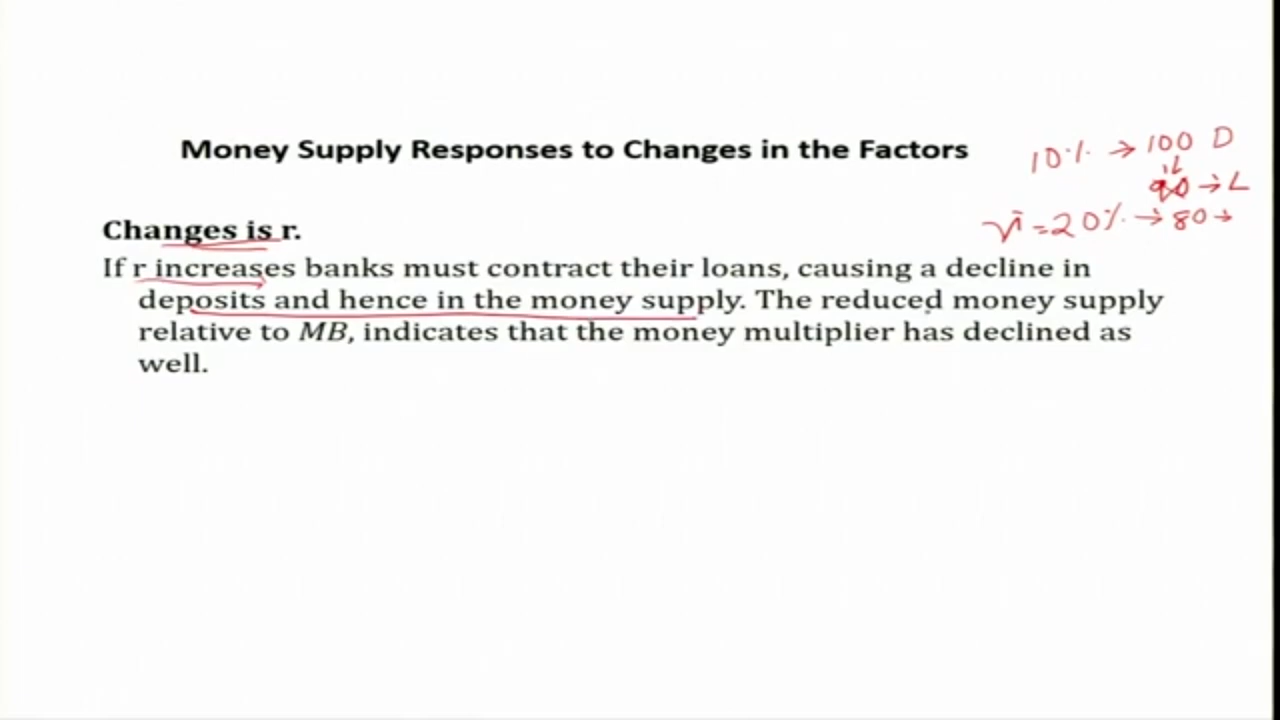 Money Supply Responses to Changes in the Factors
10% → 100 D
↓
90 → L
r = 20% → 80 →
Changes is r.
If r increases banks must contract their loans, causing a decline in
deposits and hence in the money supply. The reduced money supply
relative to MB, indicates that the money multiplier has declined as
well.